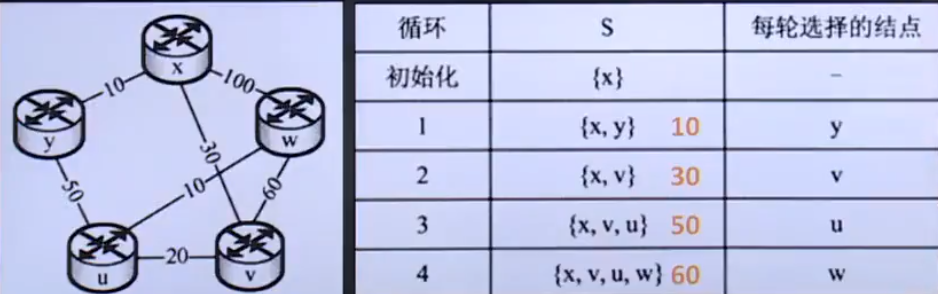 x
10
100
y
w
30
50
10
60
20
u
v
循环 S 每轮选择的结点
初始化 {x} –
1 {x, y} 10 y
2 {x, v} 30 v
3 {x, v, u} 50 u
4 {x, v, u, w} 60 w